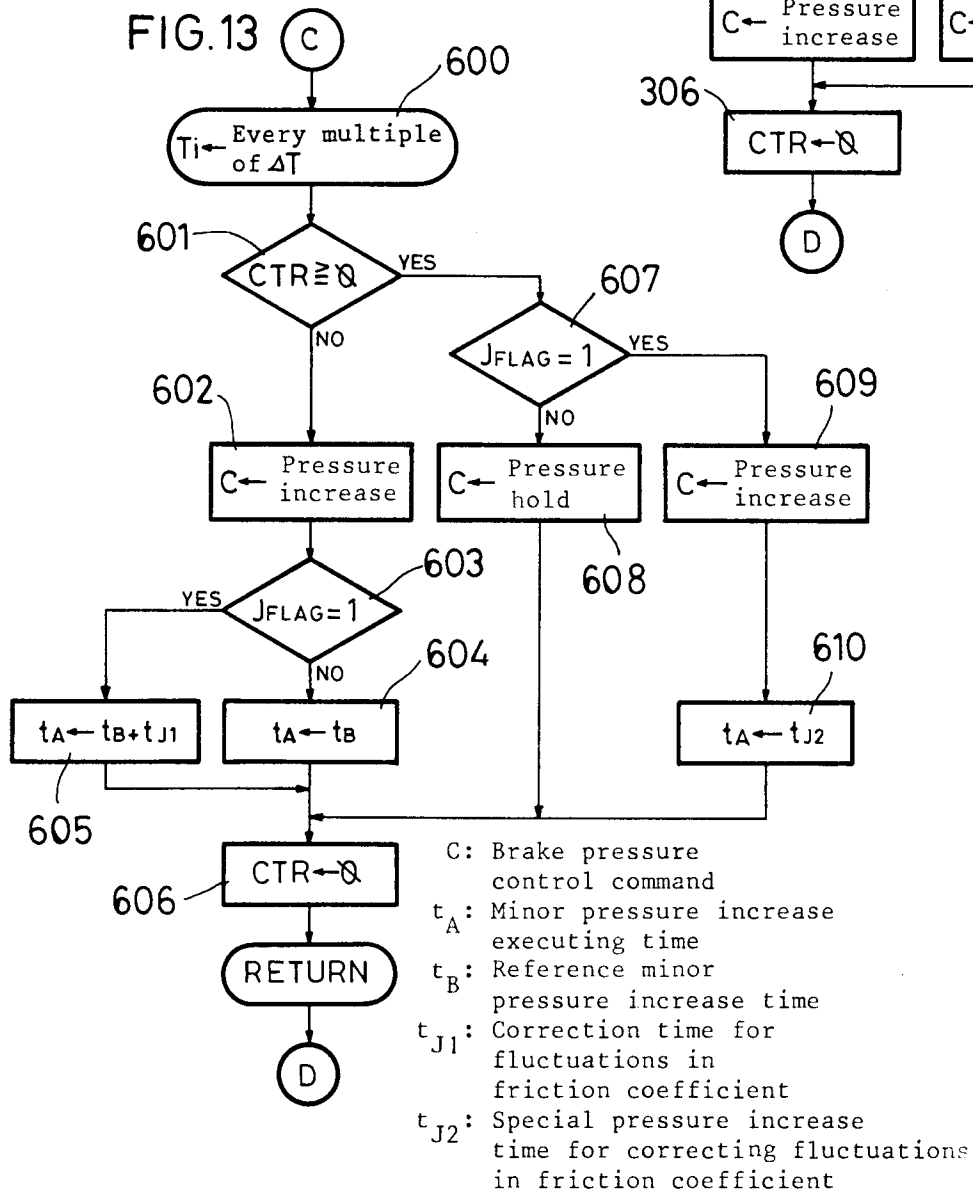 FIG.13
C
600
Ti← Every multiple
of ΔT
601
CTR≧0̸
YES
NO
607
JFLAG = 1
YES
NO
602
C← Pressure
increase
C← Pressure
hold
608
609
C← Pressure
increase
603
JFLAG=1
YES
NO
604
tA←tB+tJ1
605
tA←tB
610
tA←tJ2
606
CTR←0̸
RETURN
D
C← Pressure
increase
C←
306
CTR←0̸
D
C: Brake pressure
control command
tA: Minor pressure increase
executing time
tB: Reference minor
pressure increase time
tJ1: Correction time for
fluctuations in
friction coefficient
tJ2: Special pressure increase
time for correcting fluctuations
in friction coefficient